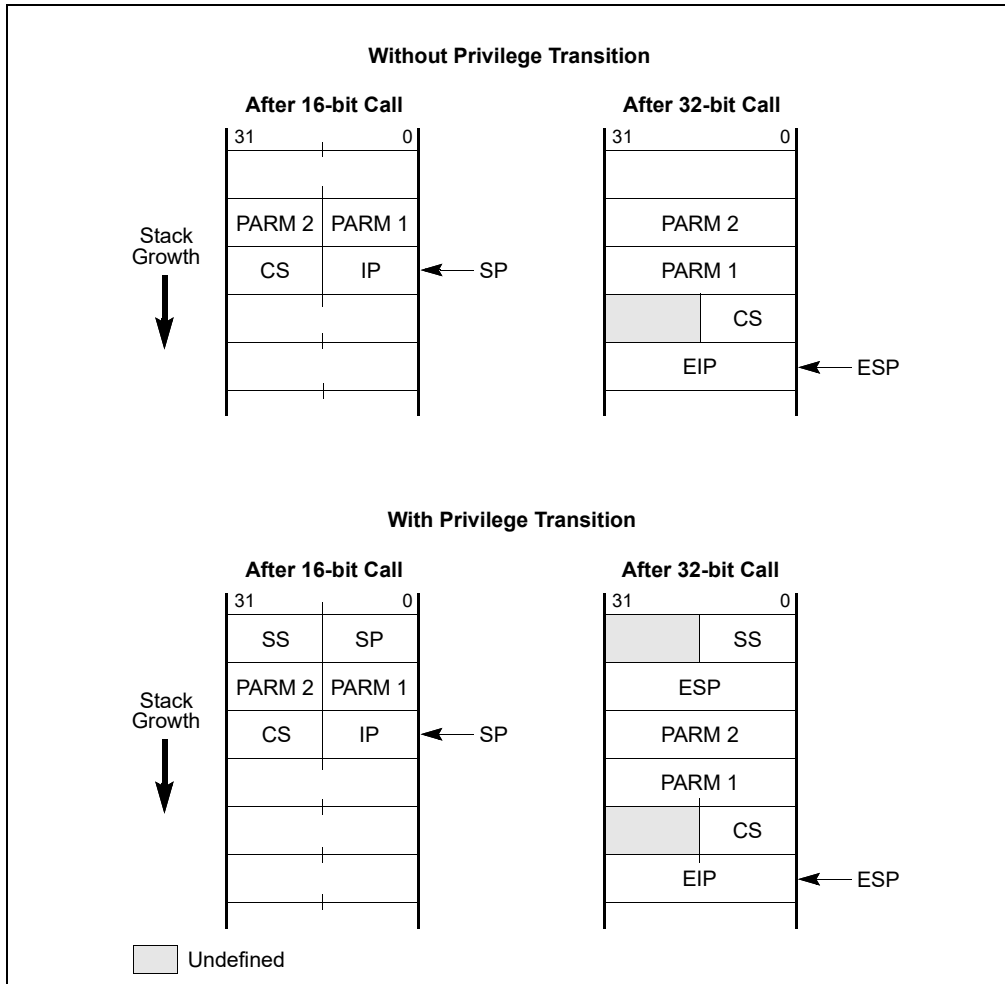 Without Privilege Transition
After 16-bit Call
After 32-bit Call
31 0
31 0
PARM 2 PARM 1
PARM 2
Stack
Growth
CS IP
SP
PARM 1
CS
EIP
ESP
With Privilege Transition
After 16-bit Call
After 32-bit Call
31 0
31 0
SS SP
SS
PARM 2 PARM 1
ESP
Stack
Growth
CS IP
SP
PARM 2
PARM 1
CS
EIP
ESP
Undefined